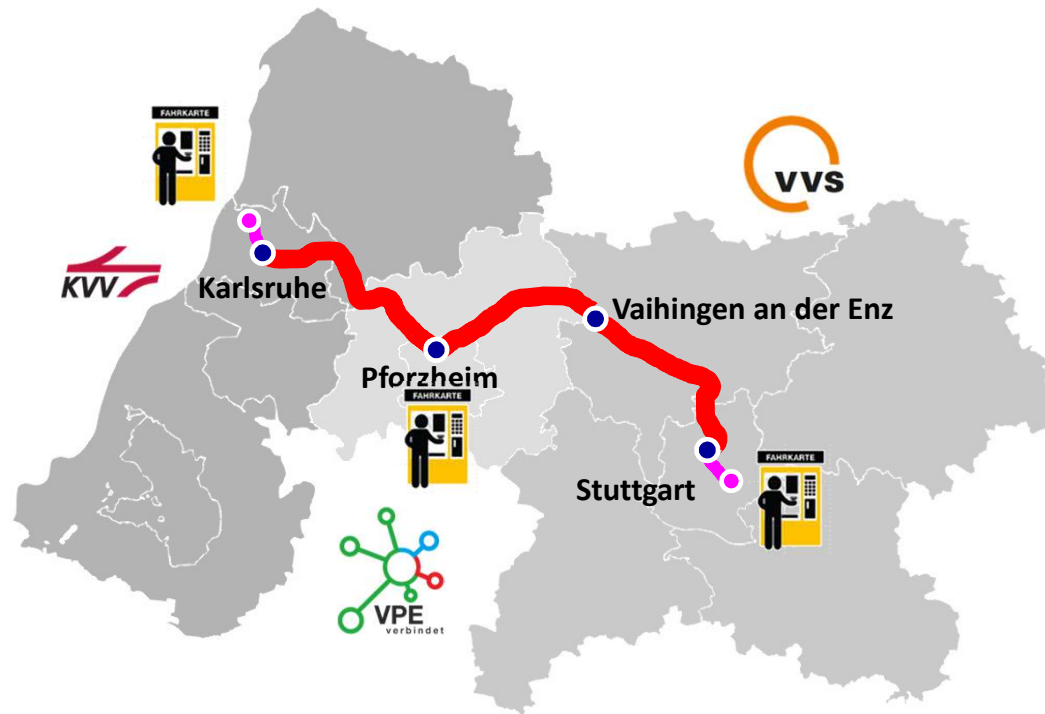 FAHRKARTE
VVS
KVV
Karlsruhe
Vaihingen an der Enz
Pforzheim
FAHRKARTE
FAHRKARTE
Stuttgart
VPE
verbindet